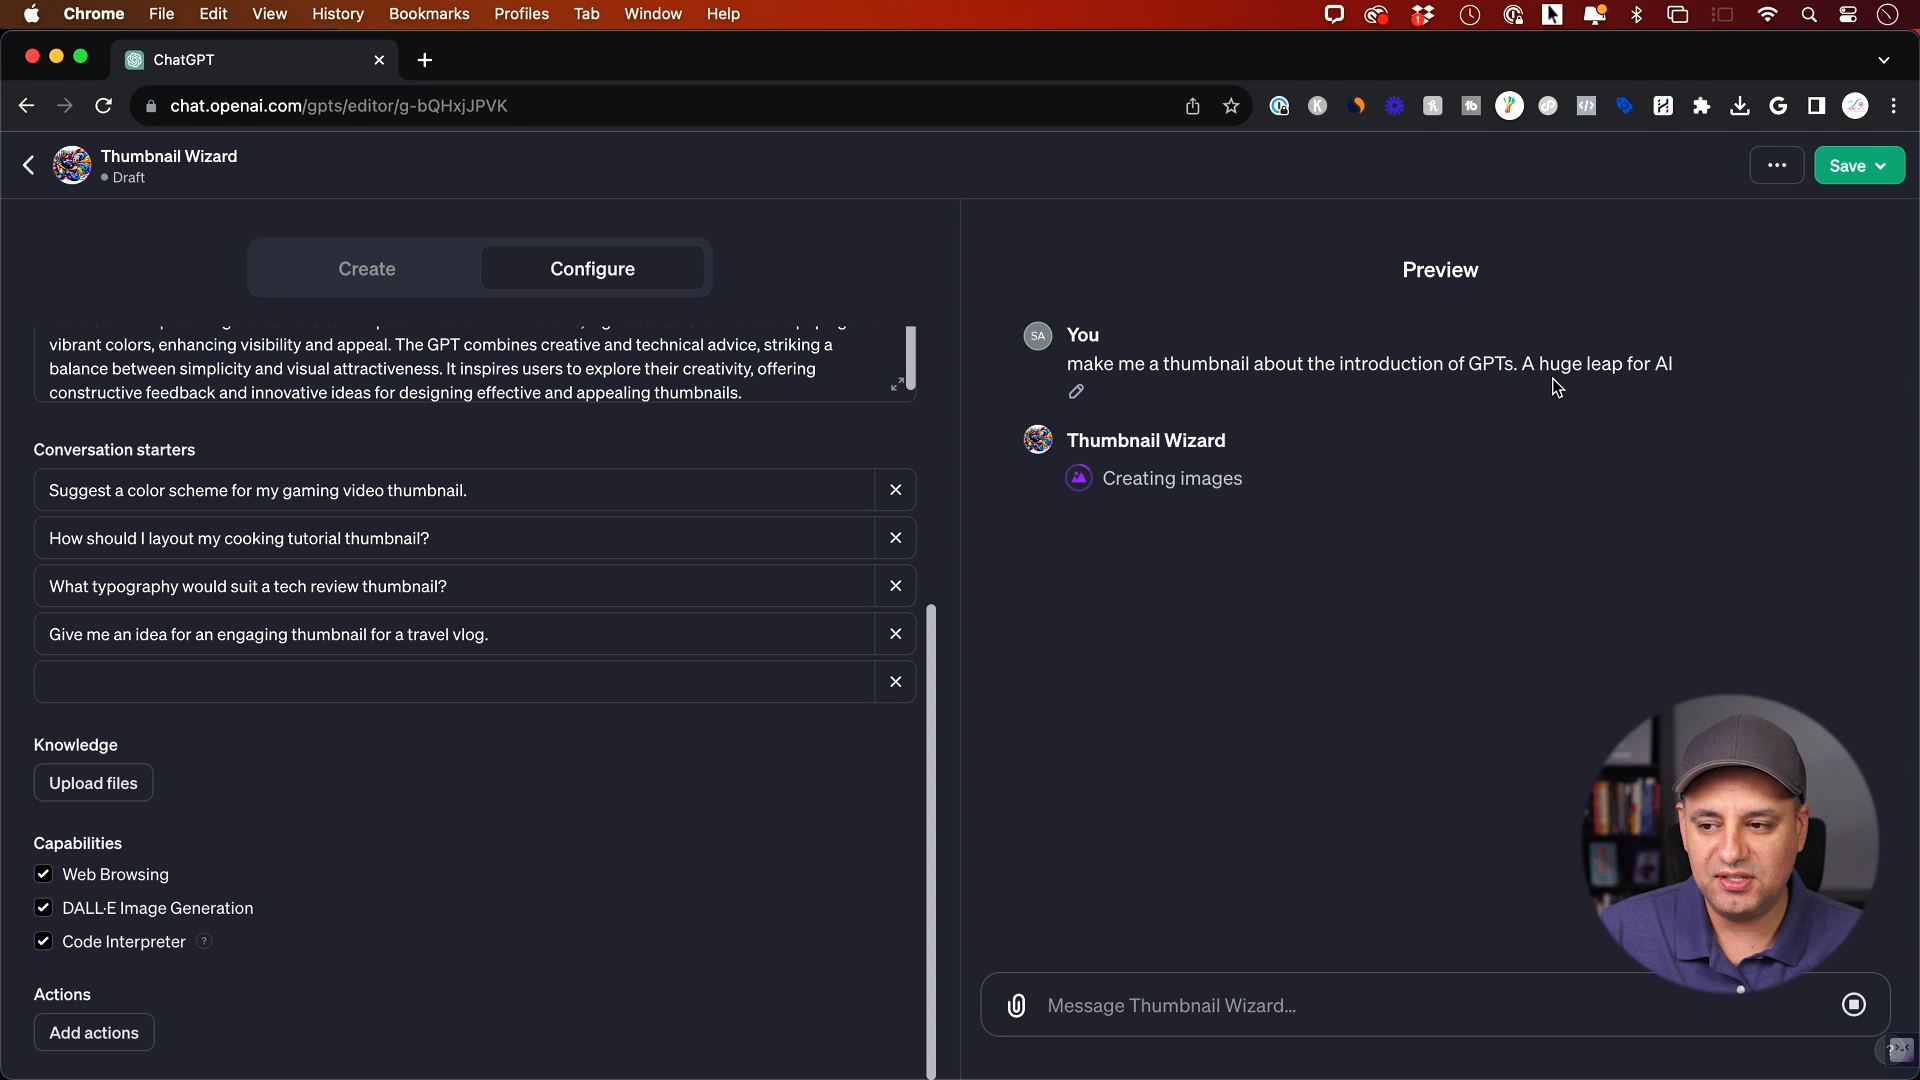 Chrome File Edit View History Bookmarks Profiles Tab Window Help
ChatGPT
chat.openai.com/gpts/editor/g-bQHxjJPVK
Thumbnail Wizard
Draft
Save
Create Configure
vibrant colors, enhancing visibility and appeal. The GPT combines creative and technical advice, striking a
balance between simplicity and visual attractiveness. It inspires users to explore their creativity, offering
constructive feedback and innovative ideas for designing effective and appealing thumbnails.
Conversation starters
Suggest a color scheme for my gaming video thumbnail.
How should I layout my cooking tutorial thumbnail?
What typography would suit a tech review thumbnail?
Give me an idea for an engaging thumbnail for a travel vlog.
Knowledge
Upload files
Capabilities
Web Browsing
DALL·E Image Generation
Code Interpreter ?
Actions
Add actions
Preview
SA You
make me a thumbnail about the introduction of GPTs. A huge leap for AI
Thumbnail Wizard
Creating images
Message Thumbnail Wizard...